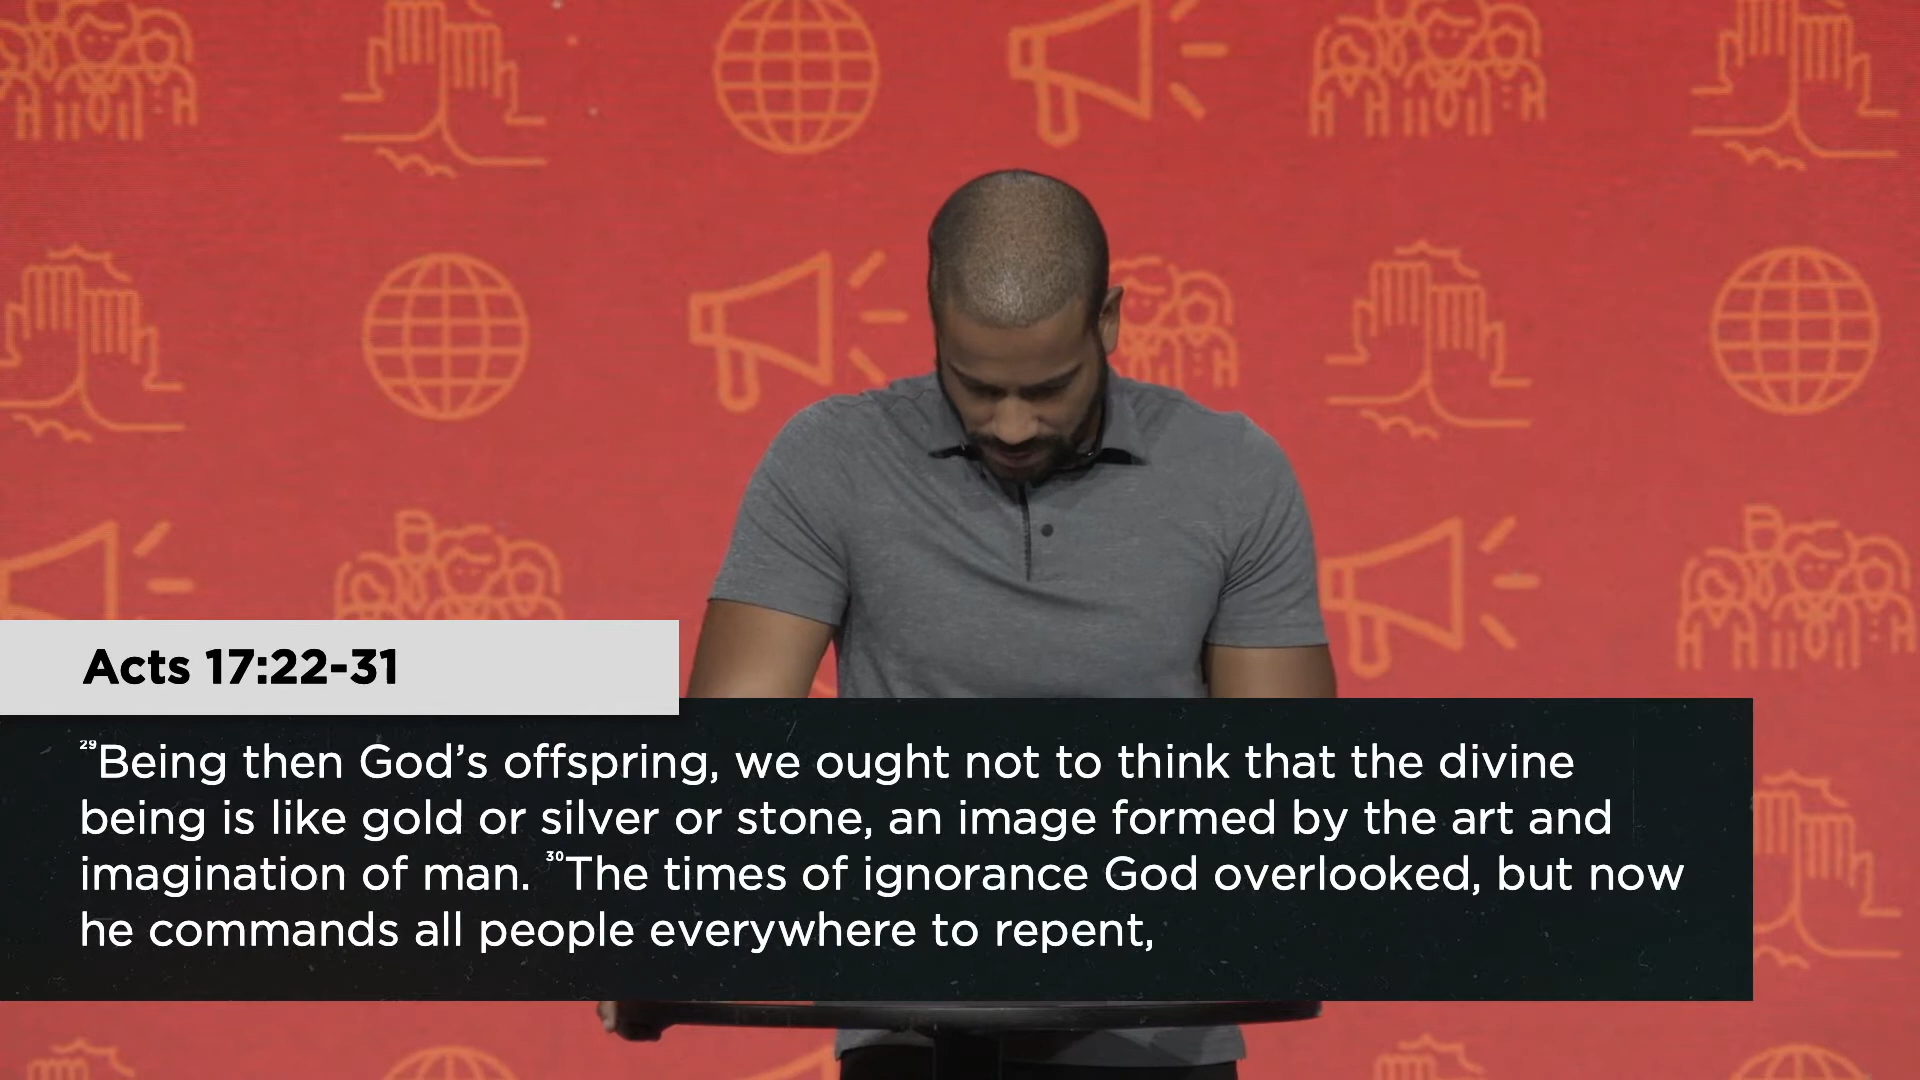 Acts 17:22-31
²⁹Being then God’s offspring, we ought not to think that the divine
being is like gold or silver or stone, an image formed by the art and
imagination of man. ³⁰The times of ignorance God overlooked, but now
he commands all people everywhere to repent,